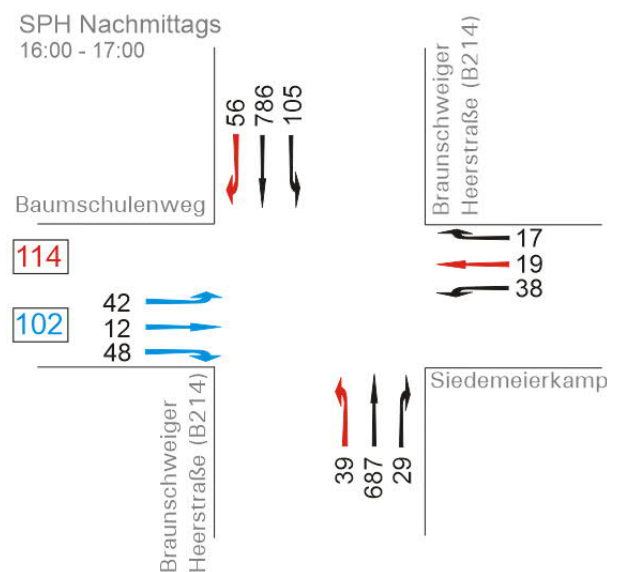 SPH Nachmittags
16:00 - 17:00
56
786
105
Braunschweiger
Heerstraße (B214)
Baumschulenweg
114
17
19
38
102
42
12
48
Siedemeierkamp
Braunschweiger
Heerstraße (B214)
39
687
29